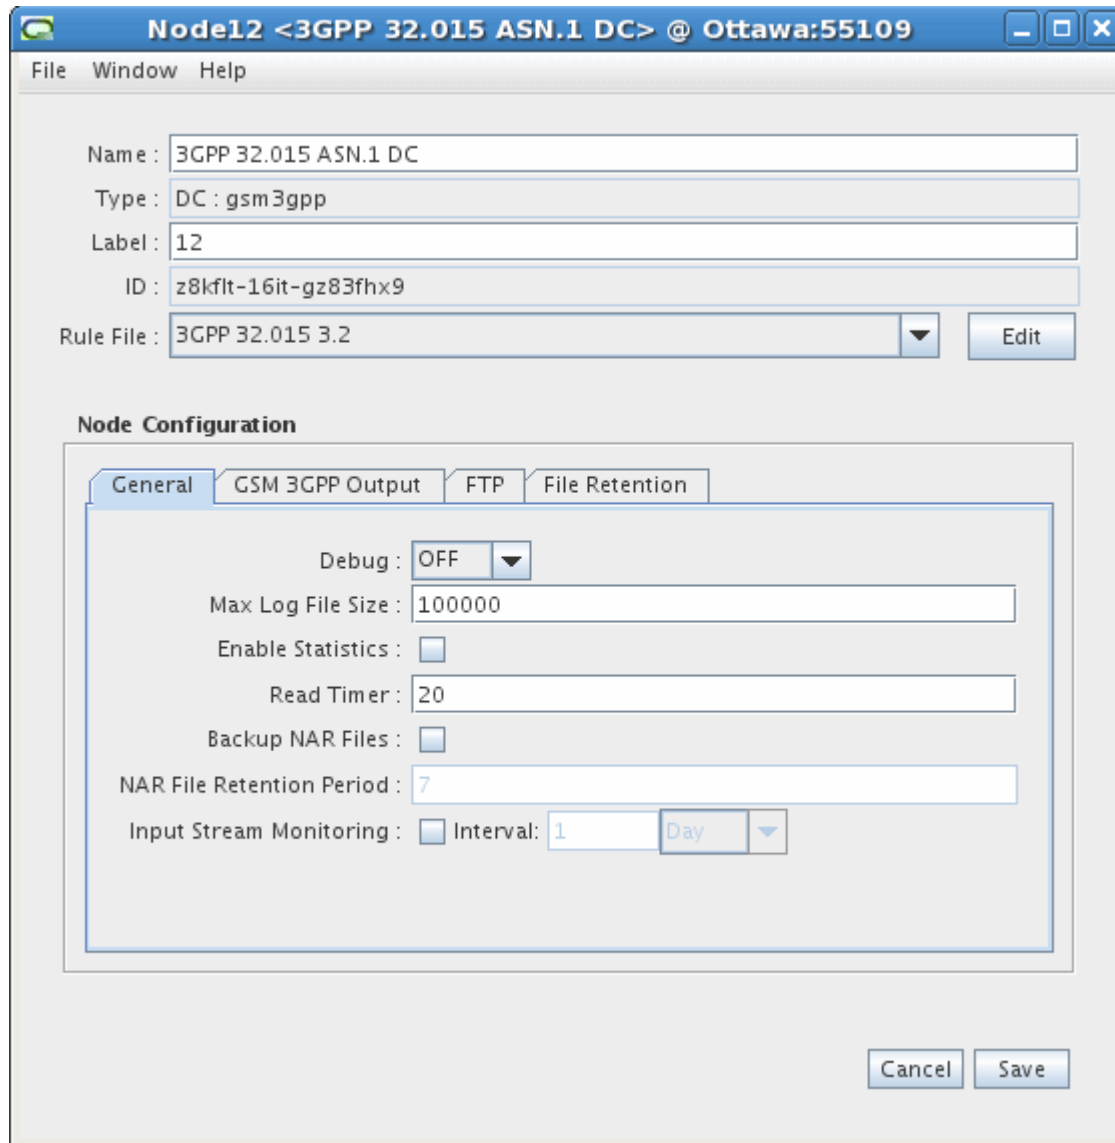 Node12 <3GPP 32.015 ASN.1 DC> @ Ottawa:55109
File Window Help
Name : 3GPP 32.015 ASN.1 DC
Type : DC : gsm3gpp
Label : 12
ID : z8kflt-16it-gz83fhx9
Rule File : 3GPP 32.015 3.2 Edit
Node Configuration
General GSM 3GPP Output FTP File Retention
Debug : OFF
Max Log File Size : 100000
Enable Statistics :
Read Timer : 20
Backup NAR Files :
NAR File Retention Period : 7
Input Stream Monitoring : Interval: 1 Day
Cancel Save